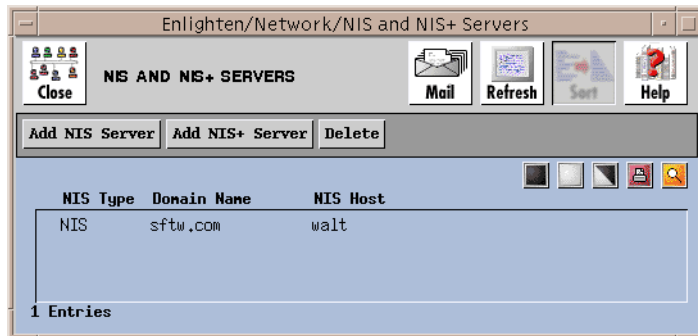 Enlighten/Network/NIS and NIS+ Servers
Close
NIS AND NIS+ SERVERS
Mail
Refresh
Sort
Help
Add NIS Server
Add NIS+ Server
Delete
NIS Type Domain Name NIS Host
NIS sftw.com walt
1 Entries